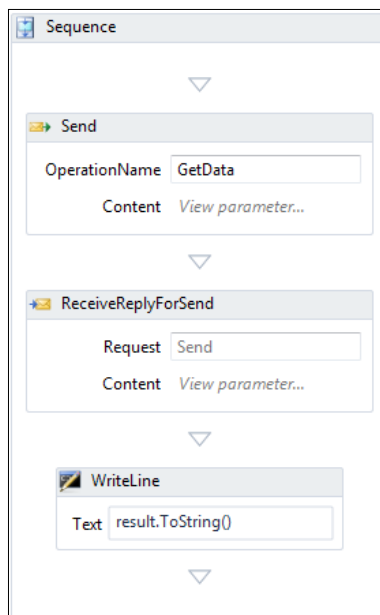 Sequence
Send
OperationName GetData
Content View parameter...
ReceiveReplyForSend
Request Send
Content View parameter...
WriteLine
Text result.ToString()